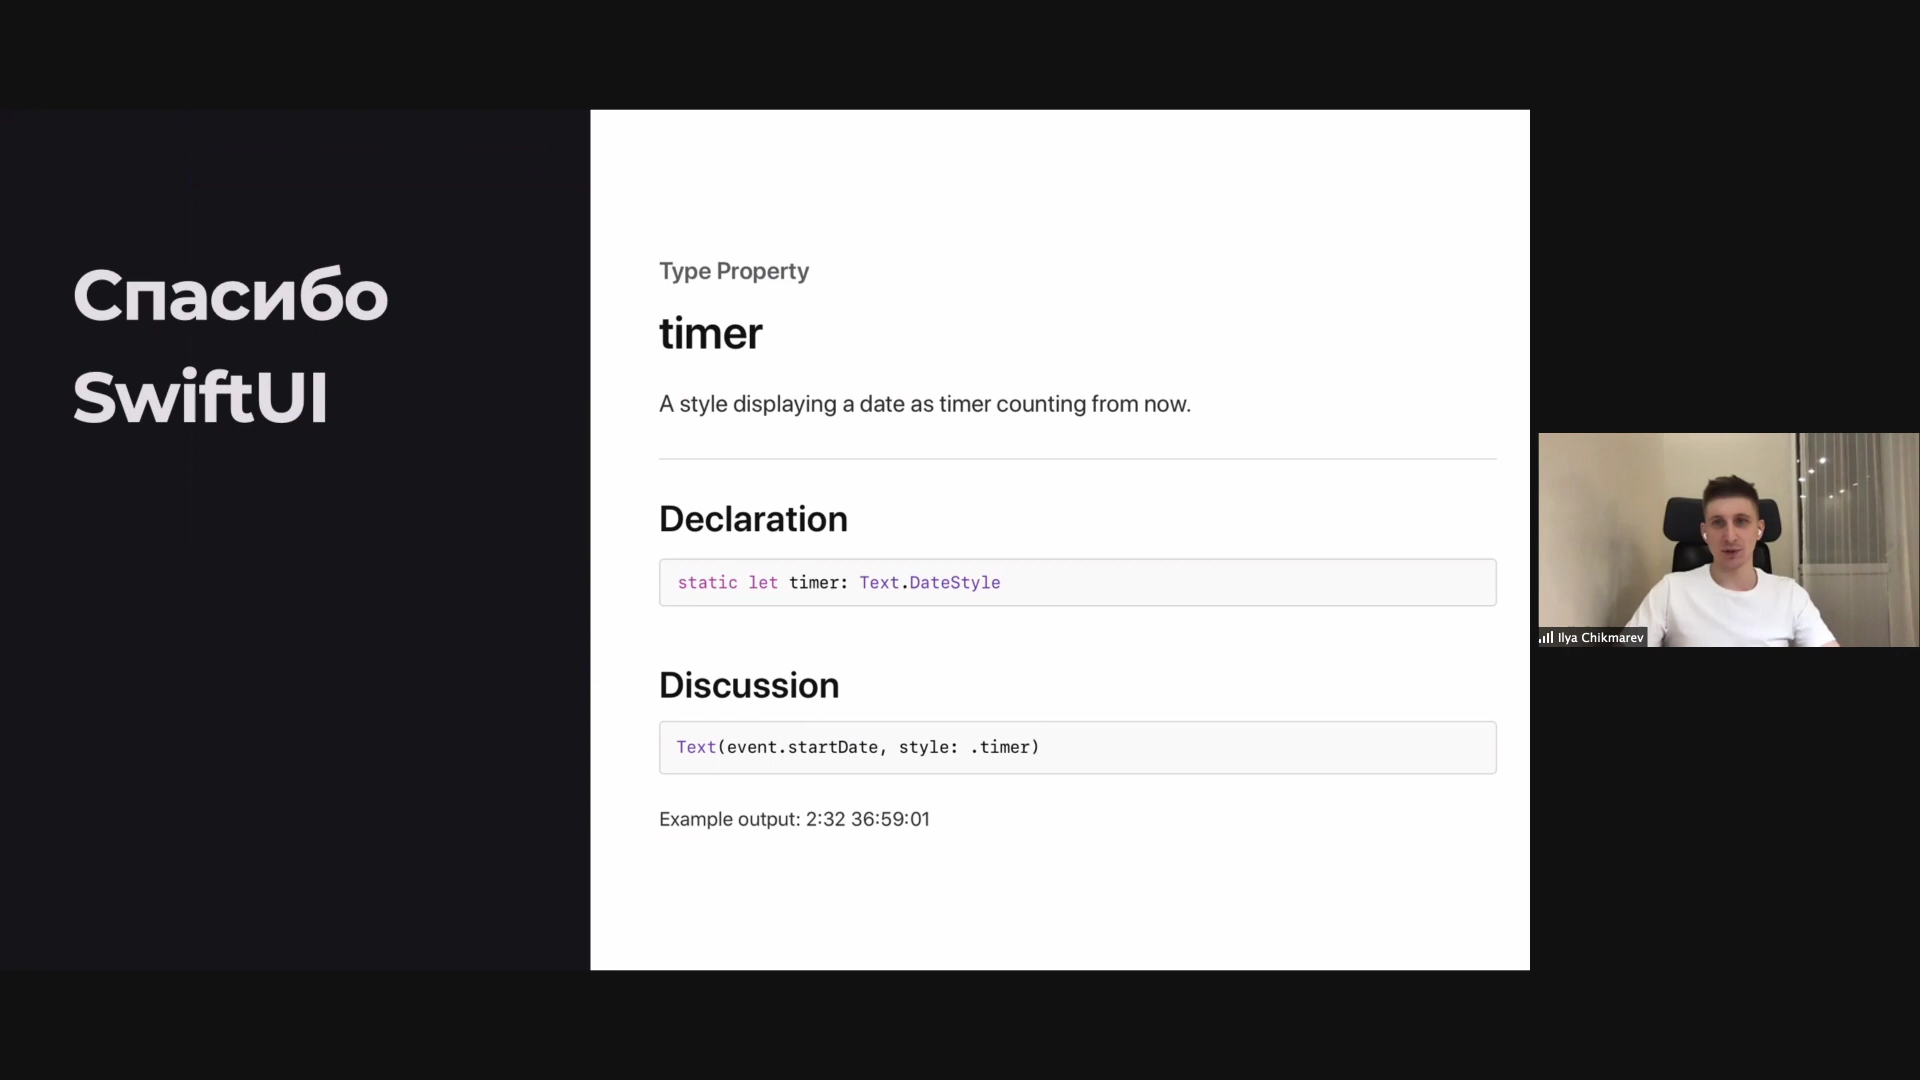 Спасибо
SwiftUI
Type Property
timer
A style displaying a date as timer counting from now.
Declaration
static let timer: Text.DateStyle
Discussion
Text(event.startDate, style: .timer)
Example output: 2:32 36:59:01
Ilya Chikmarev